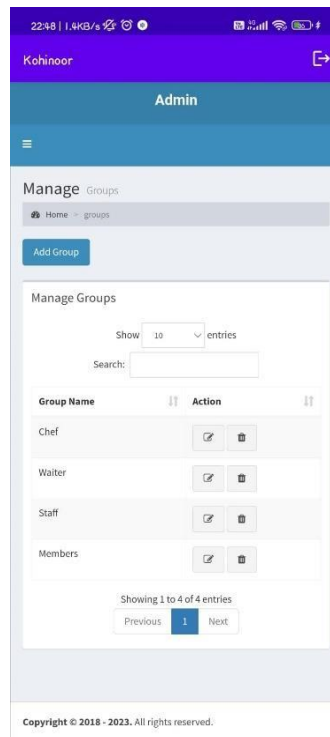 22:48 | 1.4KB/s
Kohinoor
Admin
Manage Groups
Home > groups
Add Group
Manage Groups
Show 10 entries
Search:
Group Name Action
Chef
Waiter
Staff
Members
Showing 1 to 4 of 4 entries
Previous 1 Next
Copyright © 2018 - 2023. All rights reserved.